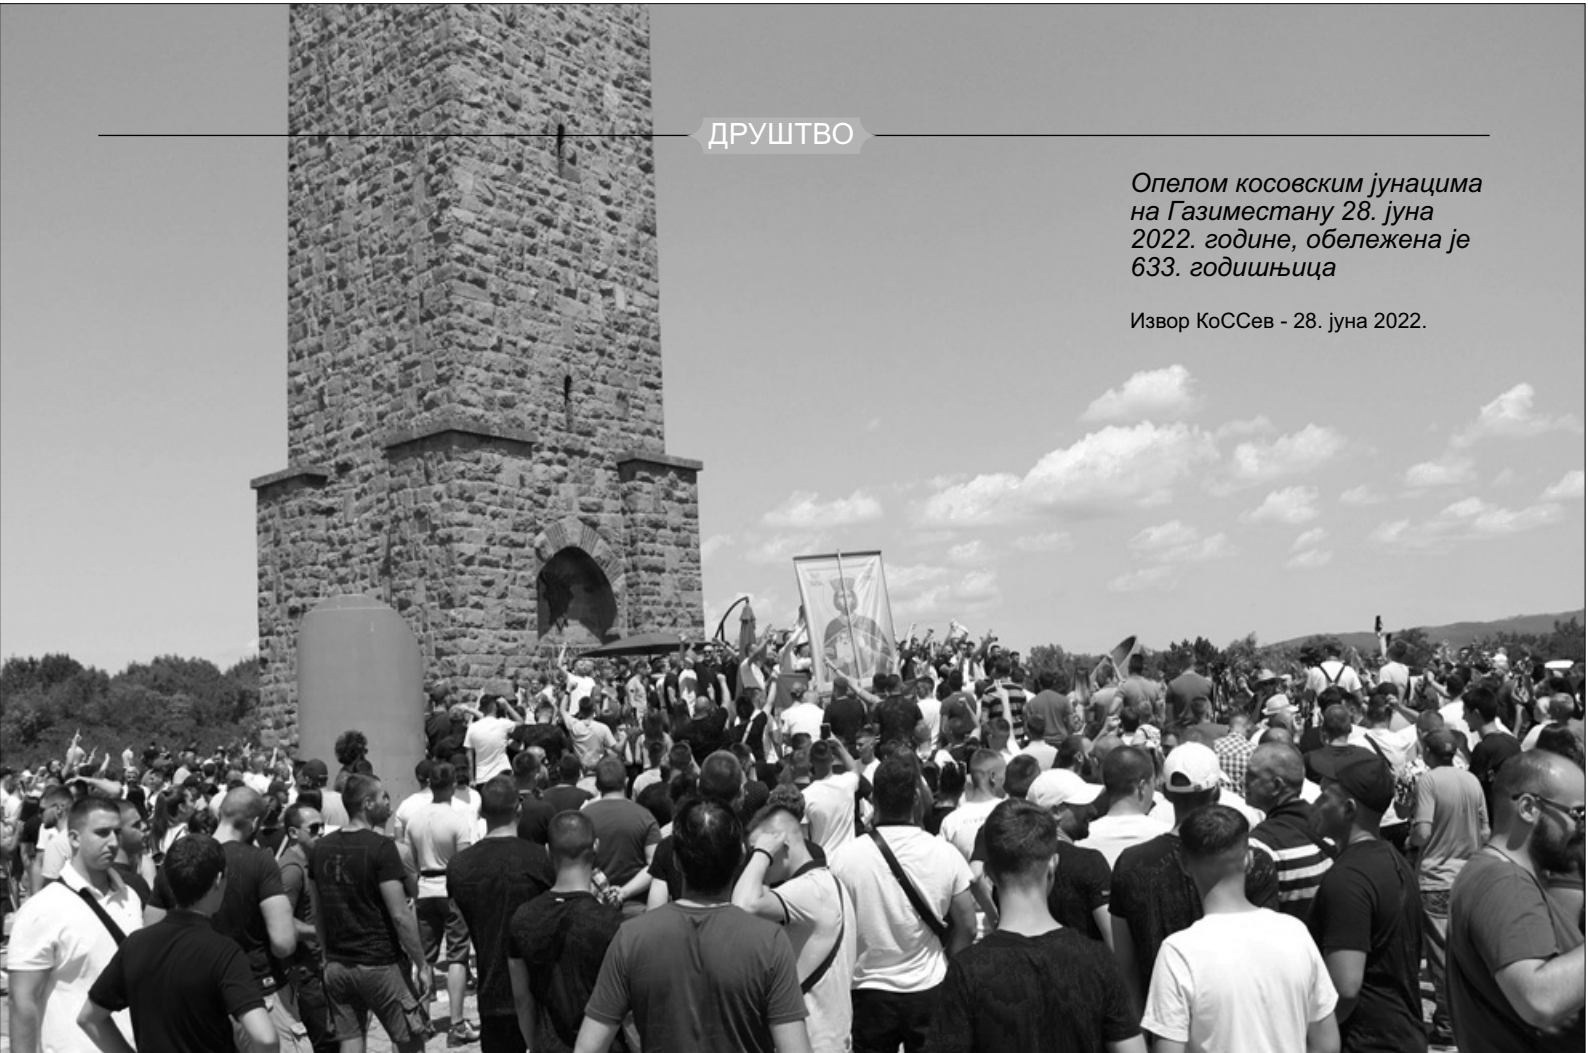 ДРУШТВО
Опелом косовским јунацима
на Газиместану 28. јуна
2022. године, обележена је
633. годишњица
Извор КоССев - 28. јуна 2022.